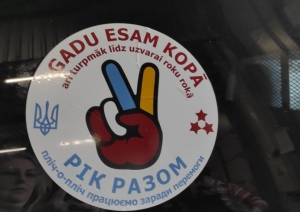 GADU ESAM KOPĀ
arī turpmāk līdz uzvarai roku rokā
РІК РАЗОМ
пліч-о-пліч працюємо заради перемоги